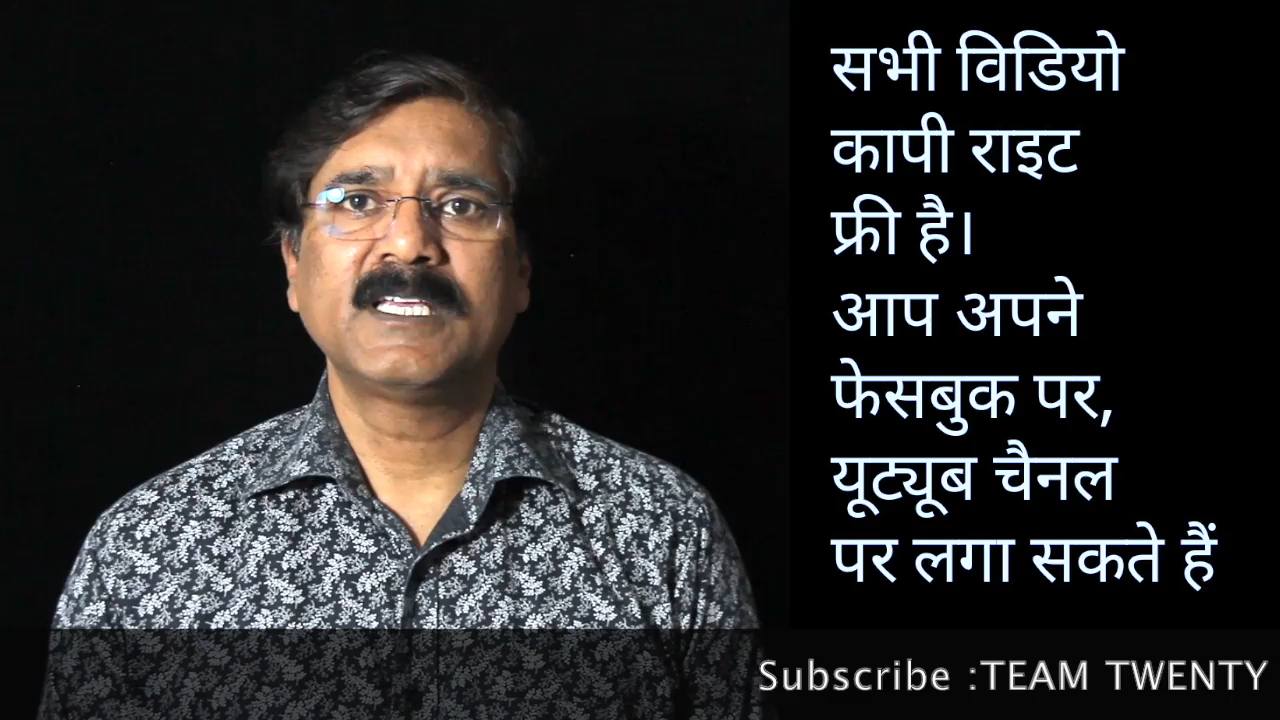 सभी विडियो
कापी राइट
फ्री है।
आप अपने
फेसबुक पर,
यूट्यूब चैनल
पर लगा सकते हैं
Subscribe :TEAM TWENTY